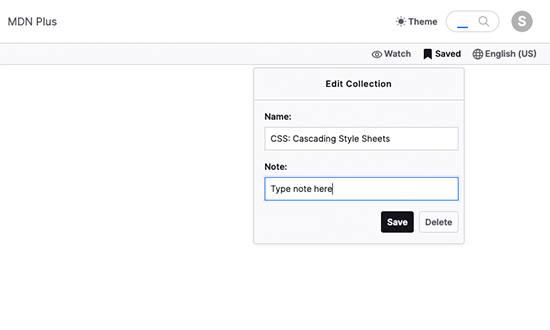 MDN Plus
Theme
S
Watch
Saved
English (US)
Edit Collection
Name:
CSS: Cascading Style Sheets
Note:
Type note here
Save
Delete